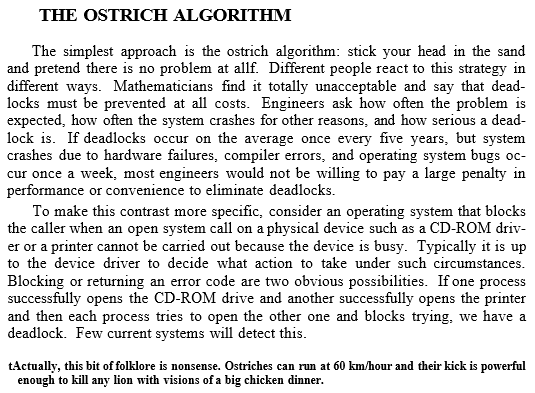 THE OSTRICH ALGORITHM
The simplest approach is the ostrich algorithm: stick your head in the sand
and pretend there is no problem at allf. Different people react to this strategy in
different ways. Mathematicians find it totally unacceptable and say that dead-
locks must be prevented at all costs. Engineers ask how often the problem is
expected, how often the system crashes for other reasons, and how serious a dead-
lock is. If deadlocks occur on the average once every five years, but system
crashes due to hardware failures, compiler errors, and operating system bugs oc-
cur once a week, most engineers would not be willing to pay a large penalty in
performance or convenience to eliminate deadlocks.
To make this contrast more specific, consider an operating system that blocks
the caller when an open system call on a physical device such as a CD-ROM driv-
er or a printer cannot be carried out because the device is busy. Typically it is up
to the device driver to decide what action to take under such circumstances.
Blocking or returning an error code are two obvious possibilities. If one process
successfully opens the CD-ROM drive and another successfully opens the printer
and then each process tries to open the other one and blocks trying, we have a
deadlock. Few current systems will detect this.
tActually, this bit of folklore is nonsense. Ostriches can run at 60 km/hour and their kick is powerful
enough to kill any lion with visions of a big chicken dinner.